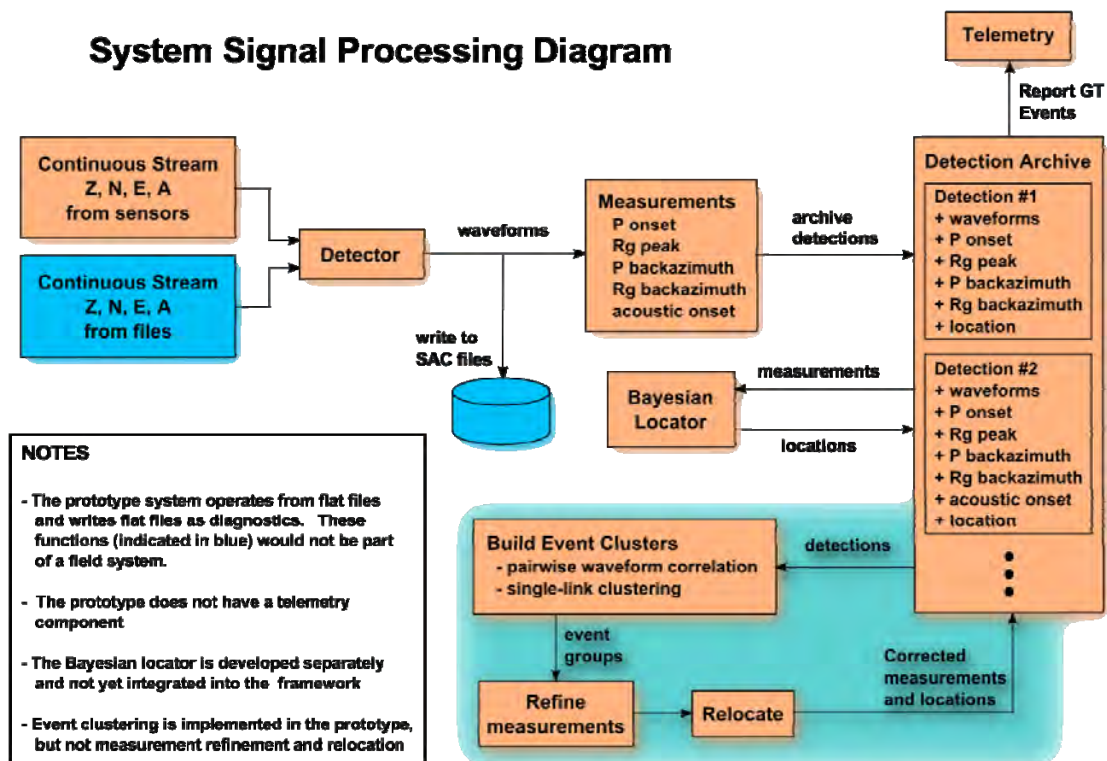 System Signal Processing Diagram
Telemetry
Report GT
Events
Continuous Stream
Z, N, E, A
from sensors
Continuous Stream
Z, N, E, A
from files
Detector
waveforms
write to
SAC files
Measurements
P onset
Rg peak
P backazimuth
Rg backazimuth
acoustic onset
archive
detections
Detection Archive
Detection #1
+ waveforms
+ P onset
+ Rg peak
+ P backazimuth
+ Rg backazimuth
+ location
Detection #2
+ waveforms
+ P onset
+ Rg peak
+ P backazimuth
+ Rg backazimuth
+ acoustic onset
+ location
measurements
Bayesian
Locator
locations
NOTES
- The prototype system operates from flat files
and writes flat files as diagnostics. These
functions (indicated in blue) would not be part
of a field system.
- The prototype does not have a telemetry
component
- The Bayesian locator is developed separately
and not yet integrated into the framework
- Event clustering is implemented in the prototype,
but not measurement refinement and relocation
Build Event Clusters
- pairwise waveform correlation
- single-link clustering
detections
event
groups
Refine
measurements
Relocate
Corrected
measurements
and locations